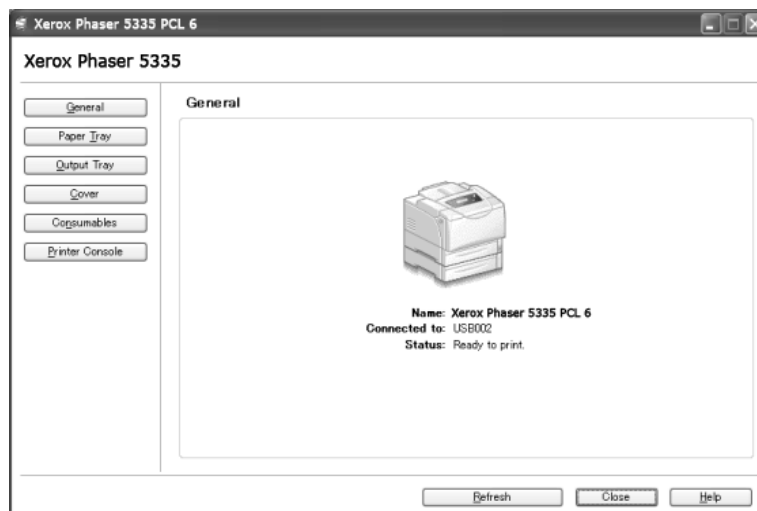 Xerox Phaser 5335 PCL 6
Xerox Phaser 5335
General
Paper Tray
Output Tray
Cover
Consumables
Printer Console
General
Name: Xerox Phaser 5335 PCL 6
Connected to: USB002
Status: Ready to print.
Refresh
Close
Help